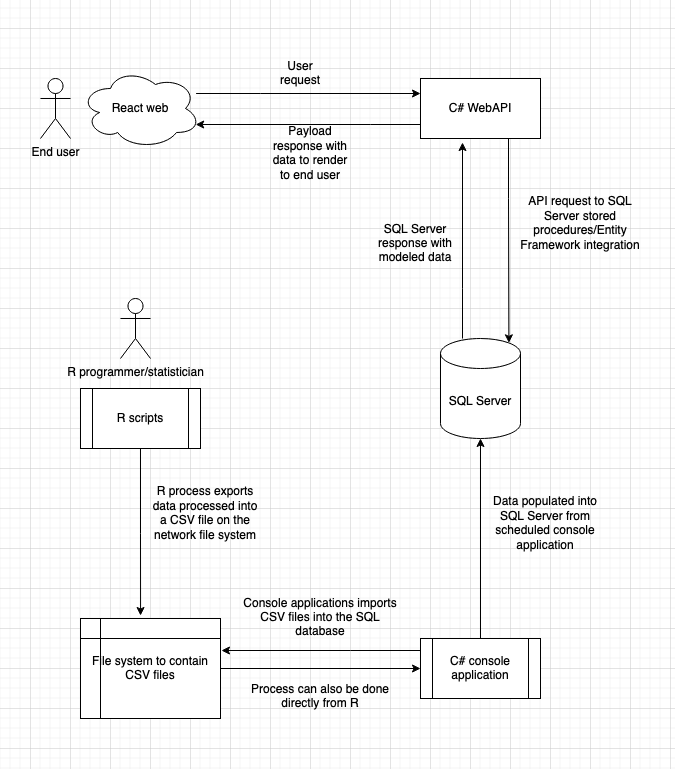 User
request
React web
C# WebAPI
End user
Payload
response with
data to render
to end user
SQL Server
response with
modeled data
API request to SQL
Server stored
procedures/Entity
Framework integration
R programmer/statistician
R scripts
SQL Server
R process exports
data processed into
a CSV file on the
network file system
Data populated into
SQL Server from
scheduled console
application
Console applications imports
CSV files into the SQL
database
File system to contain
CSV files
C# console
application
Process can also be done
directly from R